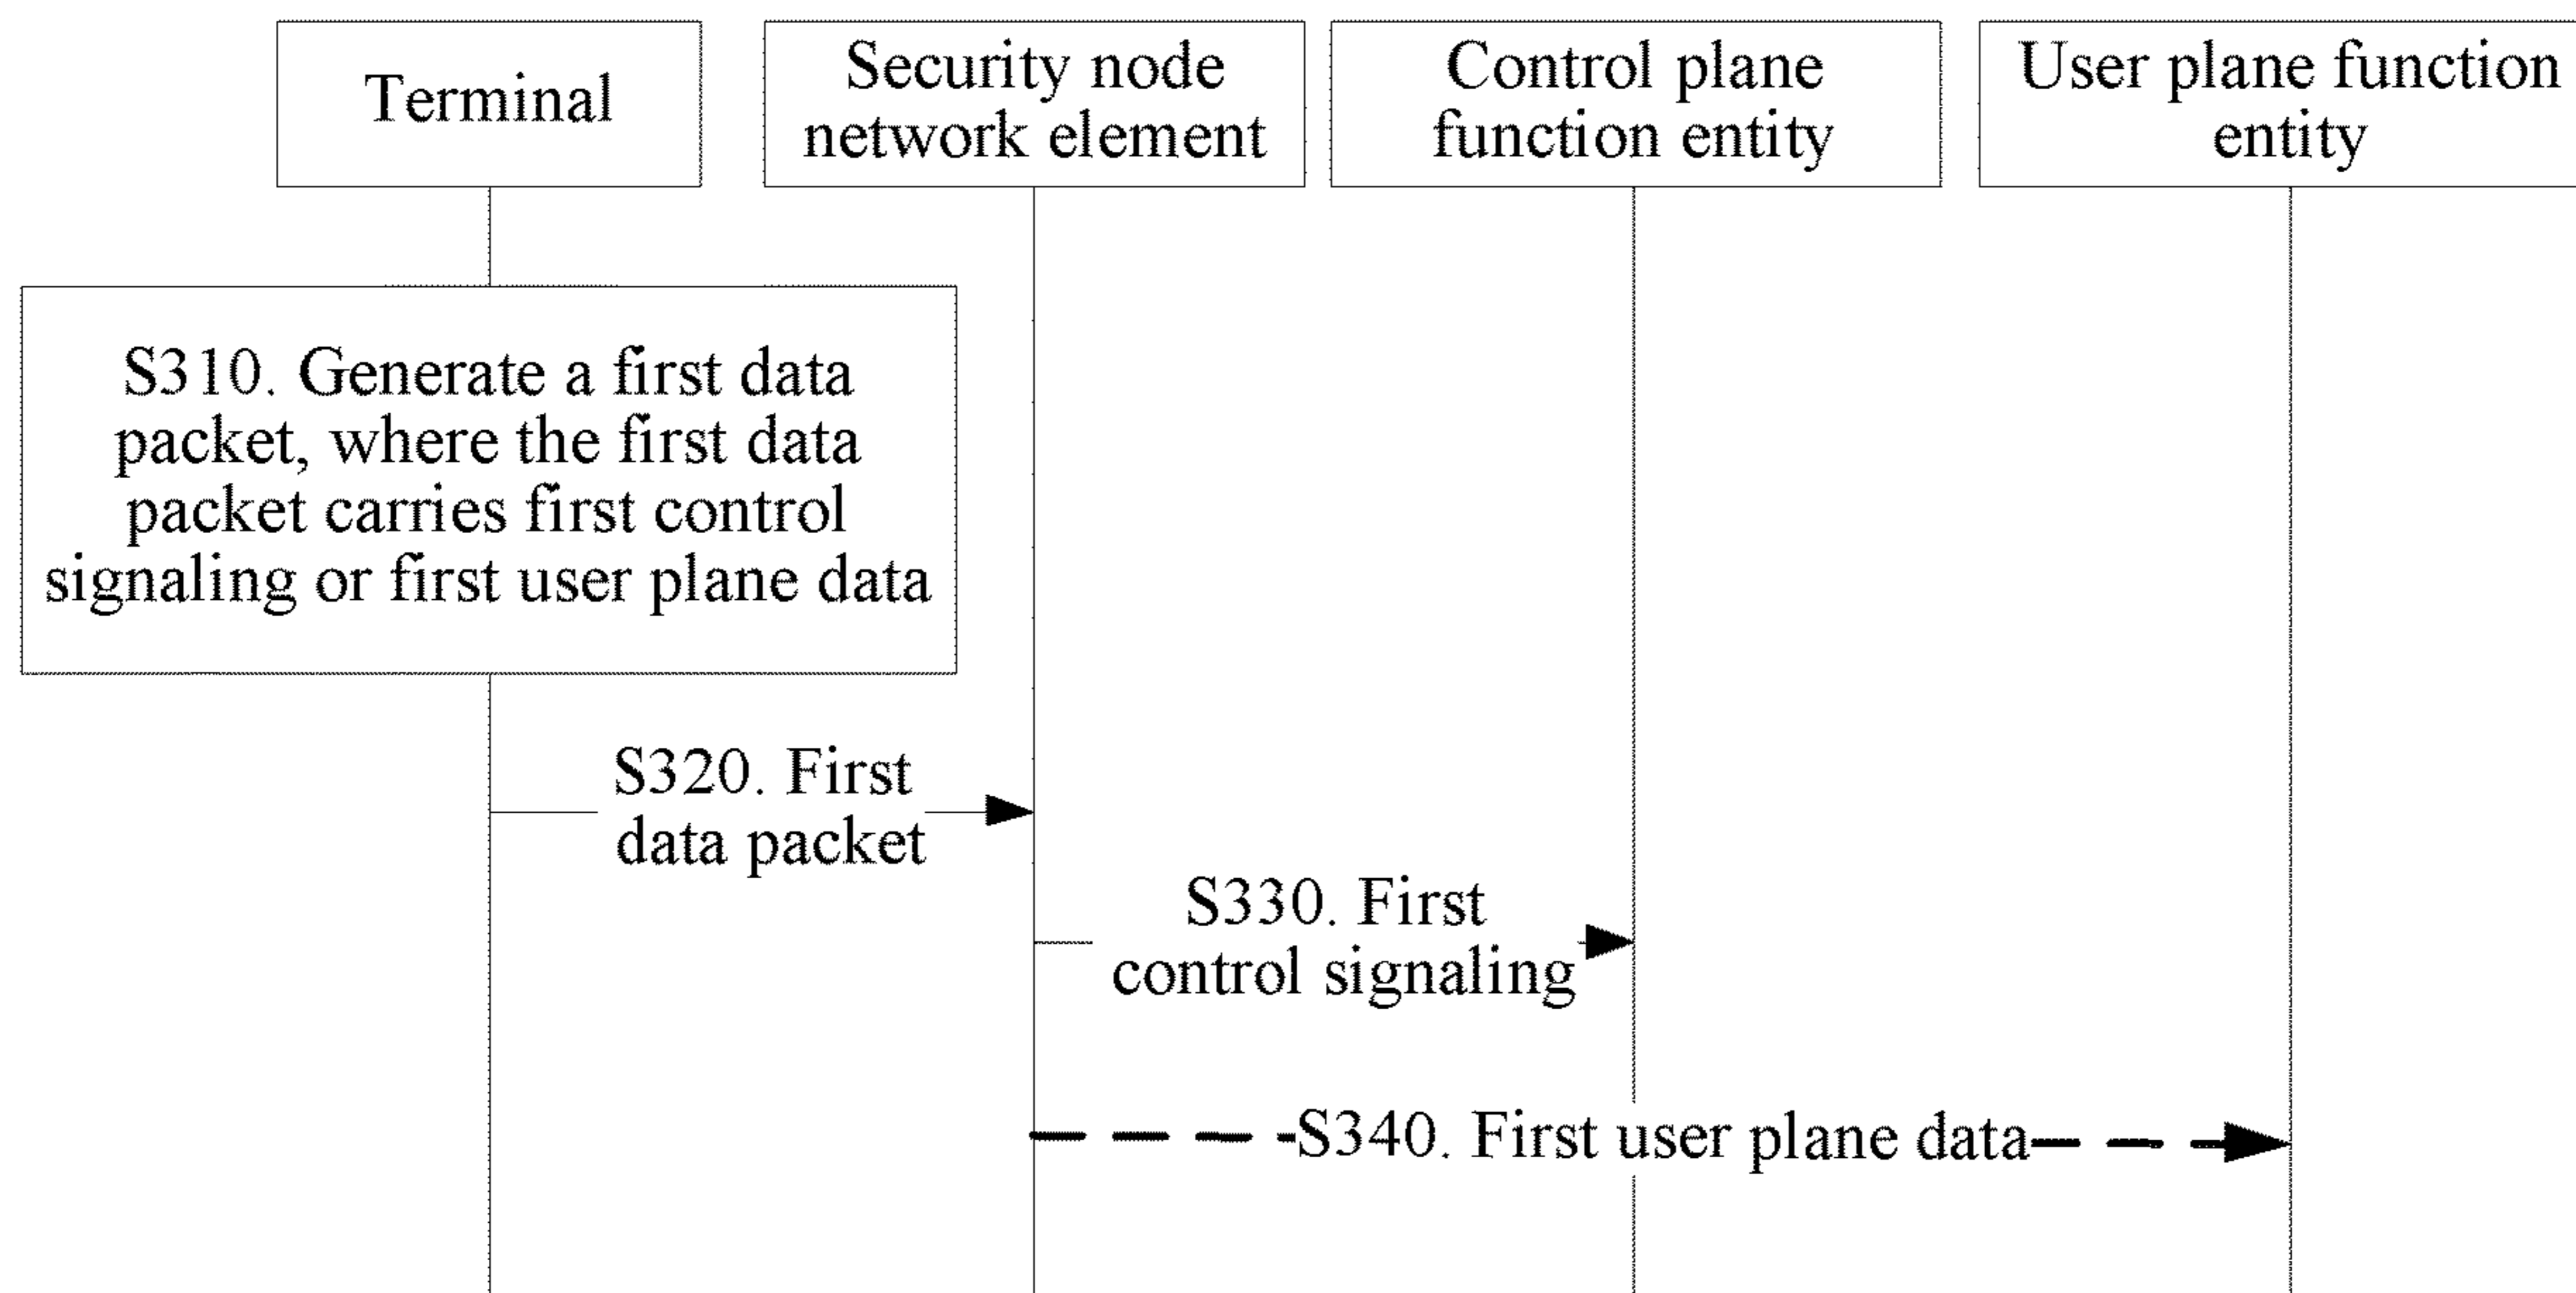 Terminal
Security node
network element
Control plane
function entity
User plane function
entity
S310. Generate a first data
packet, where the first data
packet carries first control
signaling or first user plane data
S320. First
data packet
S330. First
control signaling
S340. First user plane data